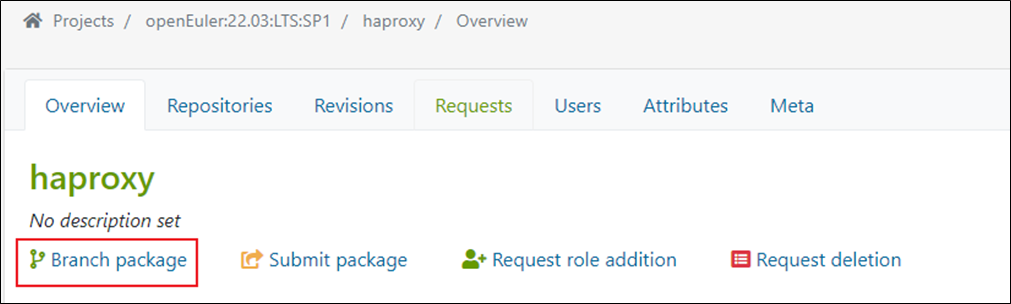 Projects / openEuler:22.03:LTS:SP1 / haproxy / Overview
Overview Repositories Revisions Requests Users Attributes Meta
haproxy
No description set
Branch package Submit package Request role addition Request deletion